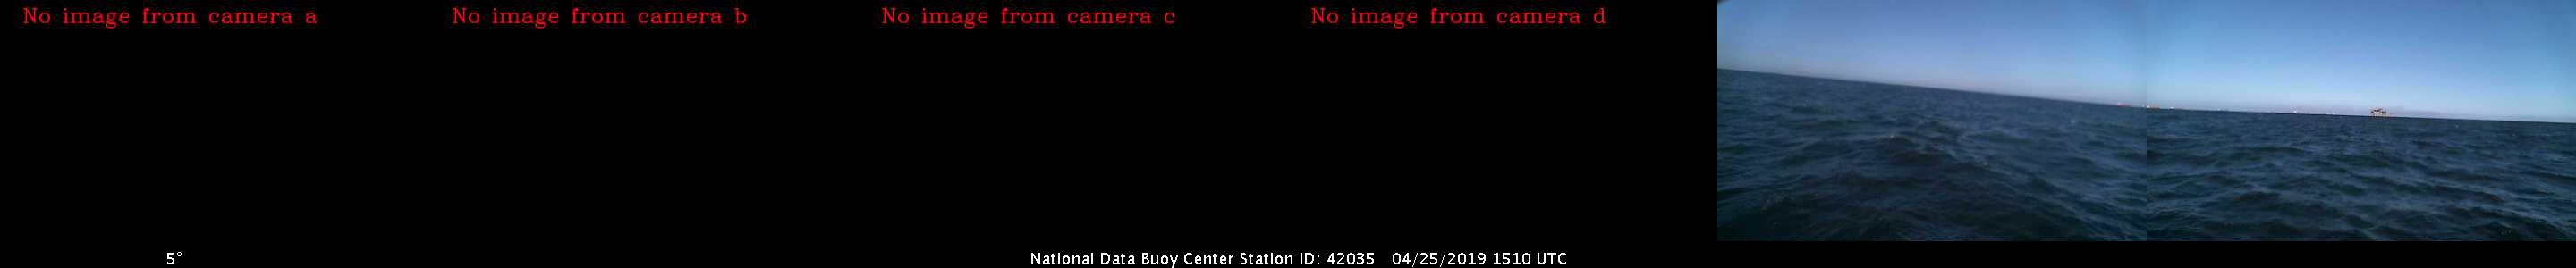 No image from camera a
No image from camera b
No image from camera c
No image from camera d
5°
National Data Buoy Center Station ID: 42035 04/25/2019 1510 UTC